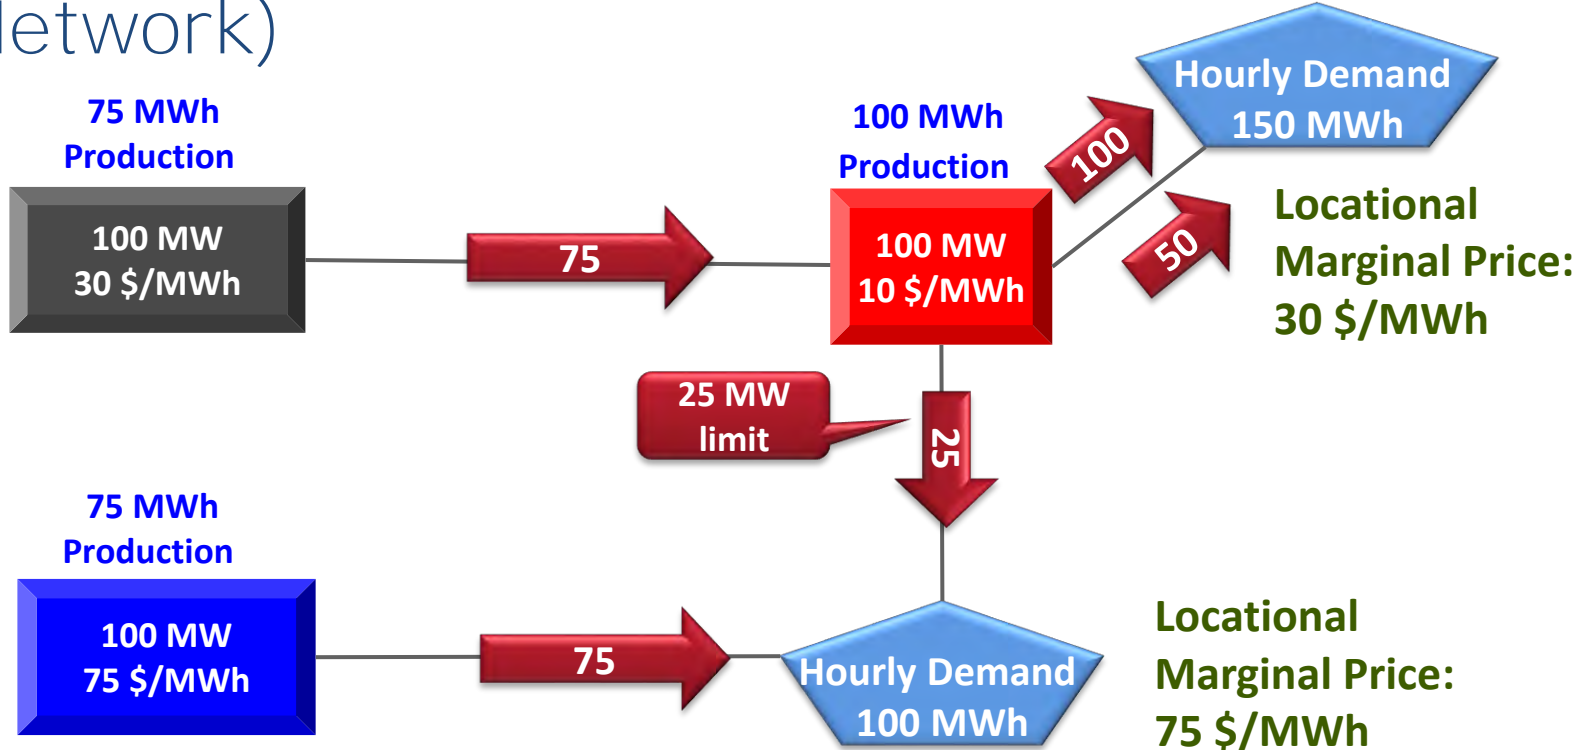 Network)
75 MWh
Production
100 MW
30 $/MWh
75
100 MWh
Production
100 MW
10 $/MWh
100
50
Hourly Demand
150 MWh
Locational
Marginal Price:
30 $/MWh
25 MW
limit
25
75 MWh
Production
100 MW
75 $/MWh
75
Hourly Demand
100 MWh
Locational
Marginal Price:
75 $/MWh